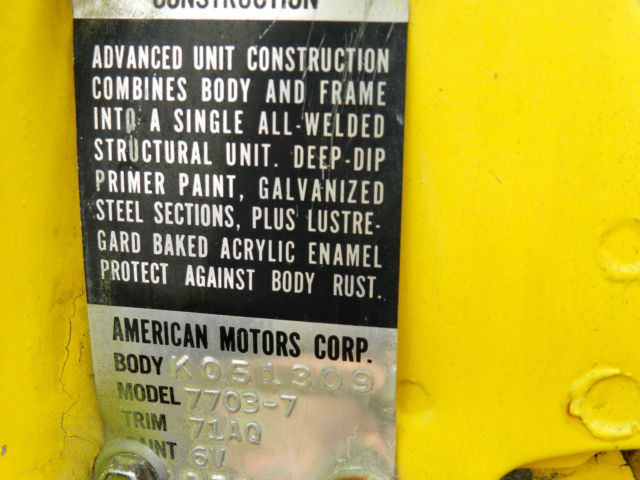 CONSTRUCTION
ADVANCED UNIT CONSTRUCTION
COMBINES BODY AND FRAME
INTO A SINGLE ALL-WELDED
STRUCTURAL UNIT. DEEP-DIP
PRIMER PAINT, GALVANIZED
STEEL SECTIONS, PLUS LUSTRE-
GARD BAKED ACRYLIC ENAMEL
PROTECT AGAINST BODY RUST.
AMERICAN MOTORS CORP.
BODY K051309
MODEL 7703-7
TRIM 71AQ
PAINT 6V